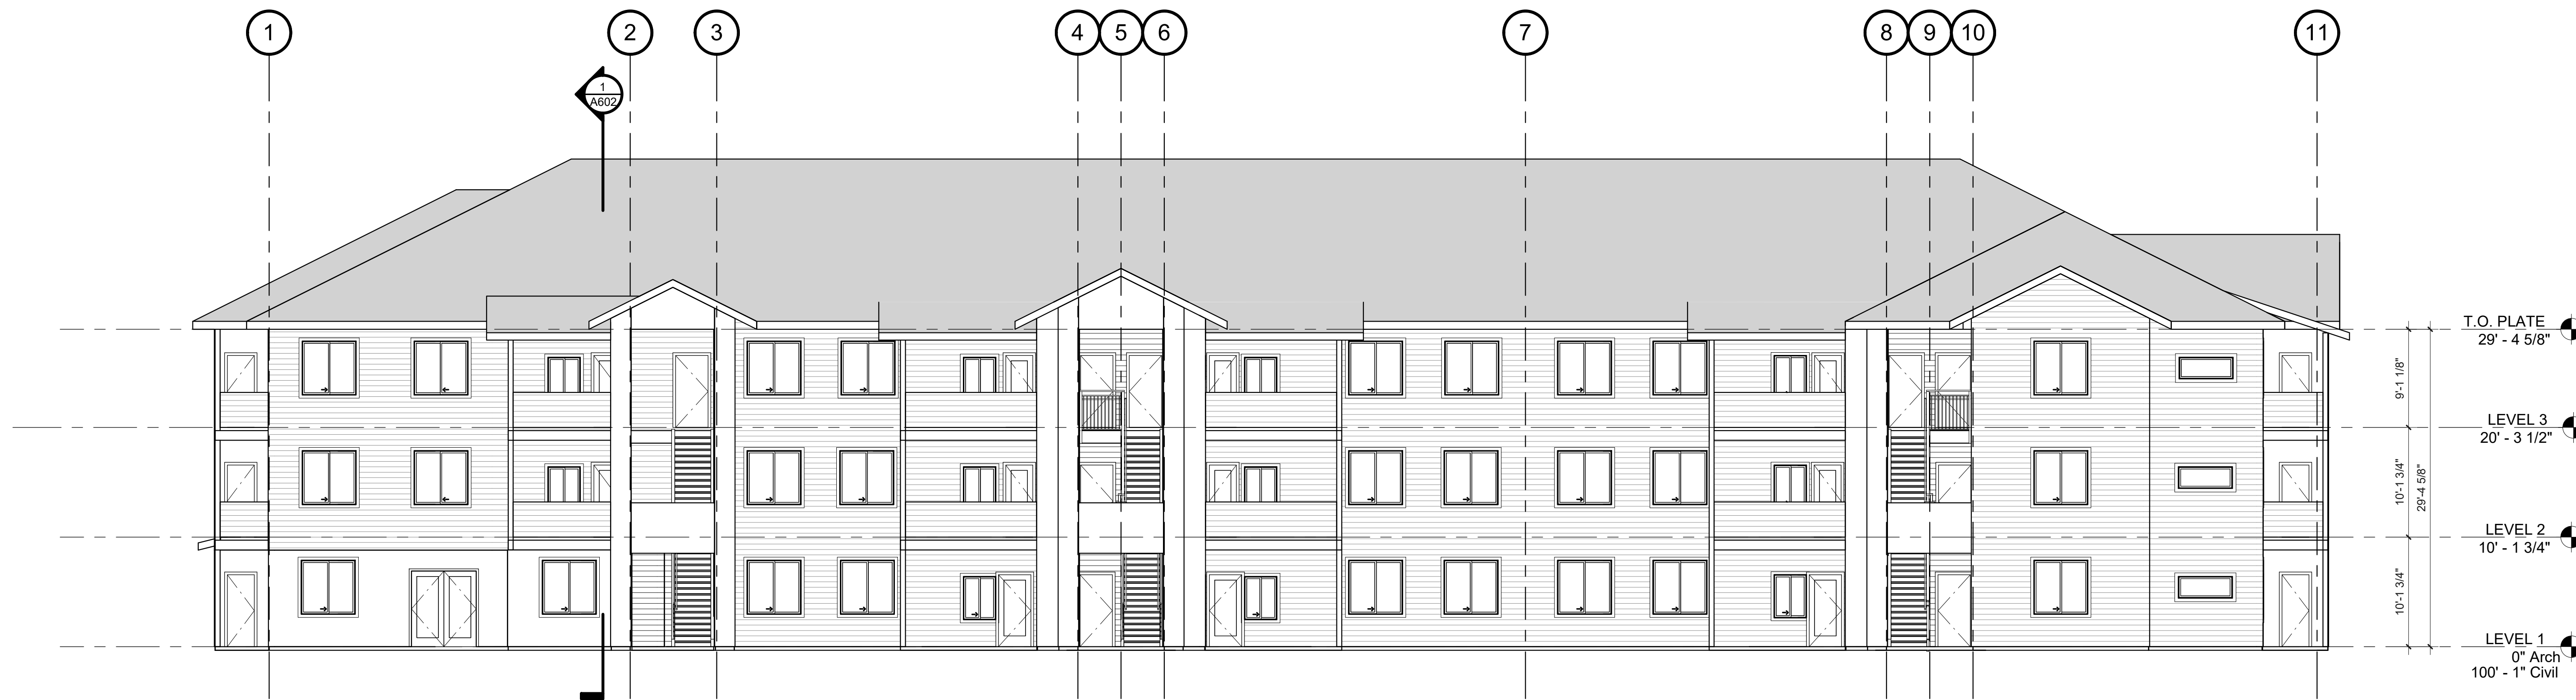 1
2
3
4
5
6
7
8
9
10
11
1
A602
T.O. PLATE
29' - 4 5/8"
9'-1 1/8"
LEVEL 3
20' - 3 1/2"
10'-1 3/4"
29'-4 5/8"
LEVEL 2
10' - 1 3/4"
10'-1 3/4"
LEVEL 1
0" Arch
100' - 1" Civil